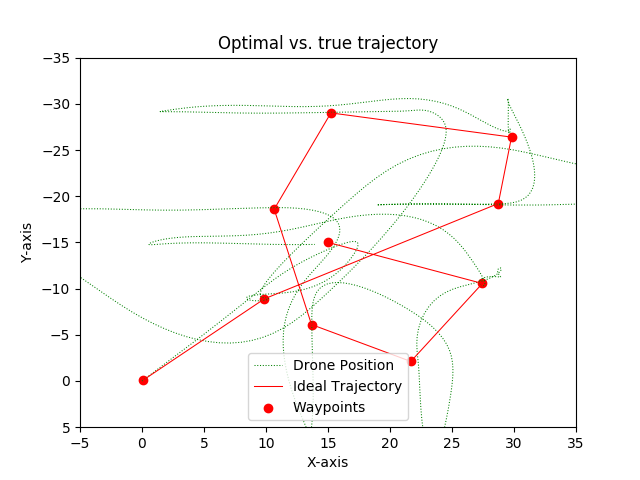 Optimal vs. true trajectory
−35
−30
−25
−20
−15
−10
−5
0
5
Y-axis
Drone Position
Ideal Trajectory
Waypoints
−5 0 5 10 15 20 25 30 35
X-axis